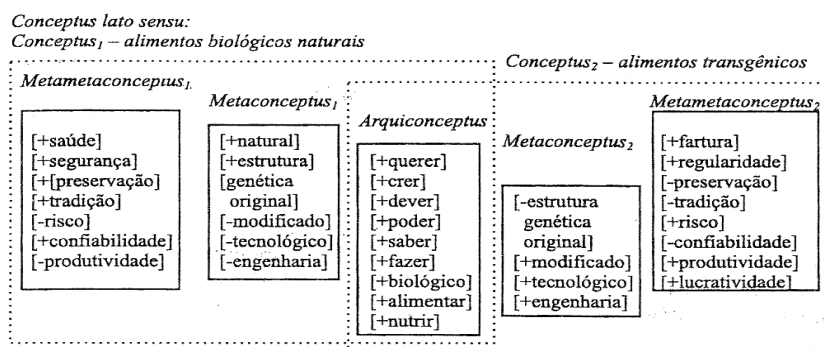 Conceptus lato sensu:
Conceptus1 – alimentos biológicos naturais
Conceptus2 – alimentos transgênicos
Metametaconceptus1.
[+saúde]
[+segurança]
[+[preservação]
[+tradição]
[-risco]
[+confiabilidade]
[-produtividade]
Metaconceptus1
[+natural]
[+estrutura]
[genética
original]
[-modificado]
[-tecnológico]
[-engenharia]
Arquiconceptus
[+querer]
[+crer]
[+dever]
[+poder]
[+saber]
[+fazer]
[+biológico]
[+alimentar]
[+nutrir]
Metaconceptus2
[-estrutura
genética
original]
[+modificado]
[+tecnológico]
[+engenharia]
Metametaconceptus2
[+fartura]
[+regularidade]
[-preservação]
[-tradição]
[+risco]
[-confiabilidade]
[+produtividade]
[+lucratividade]